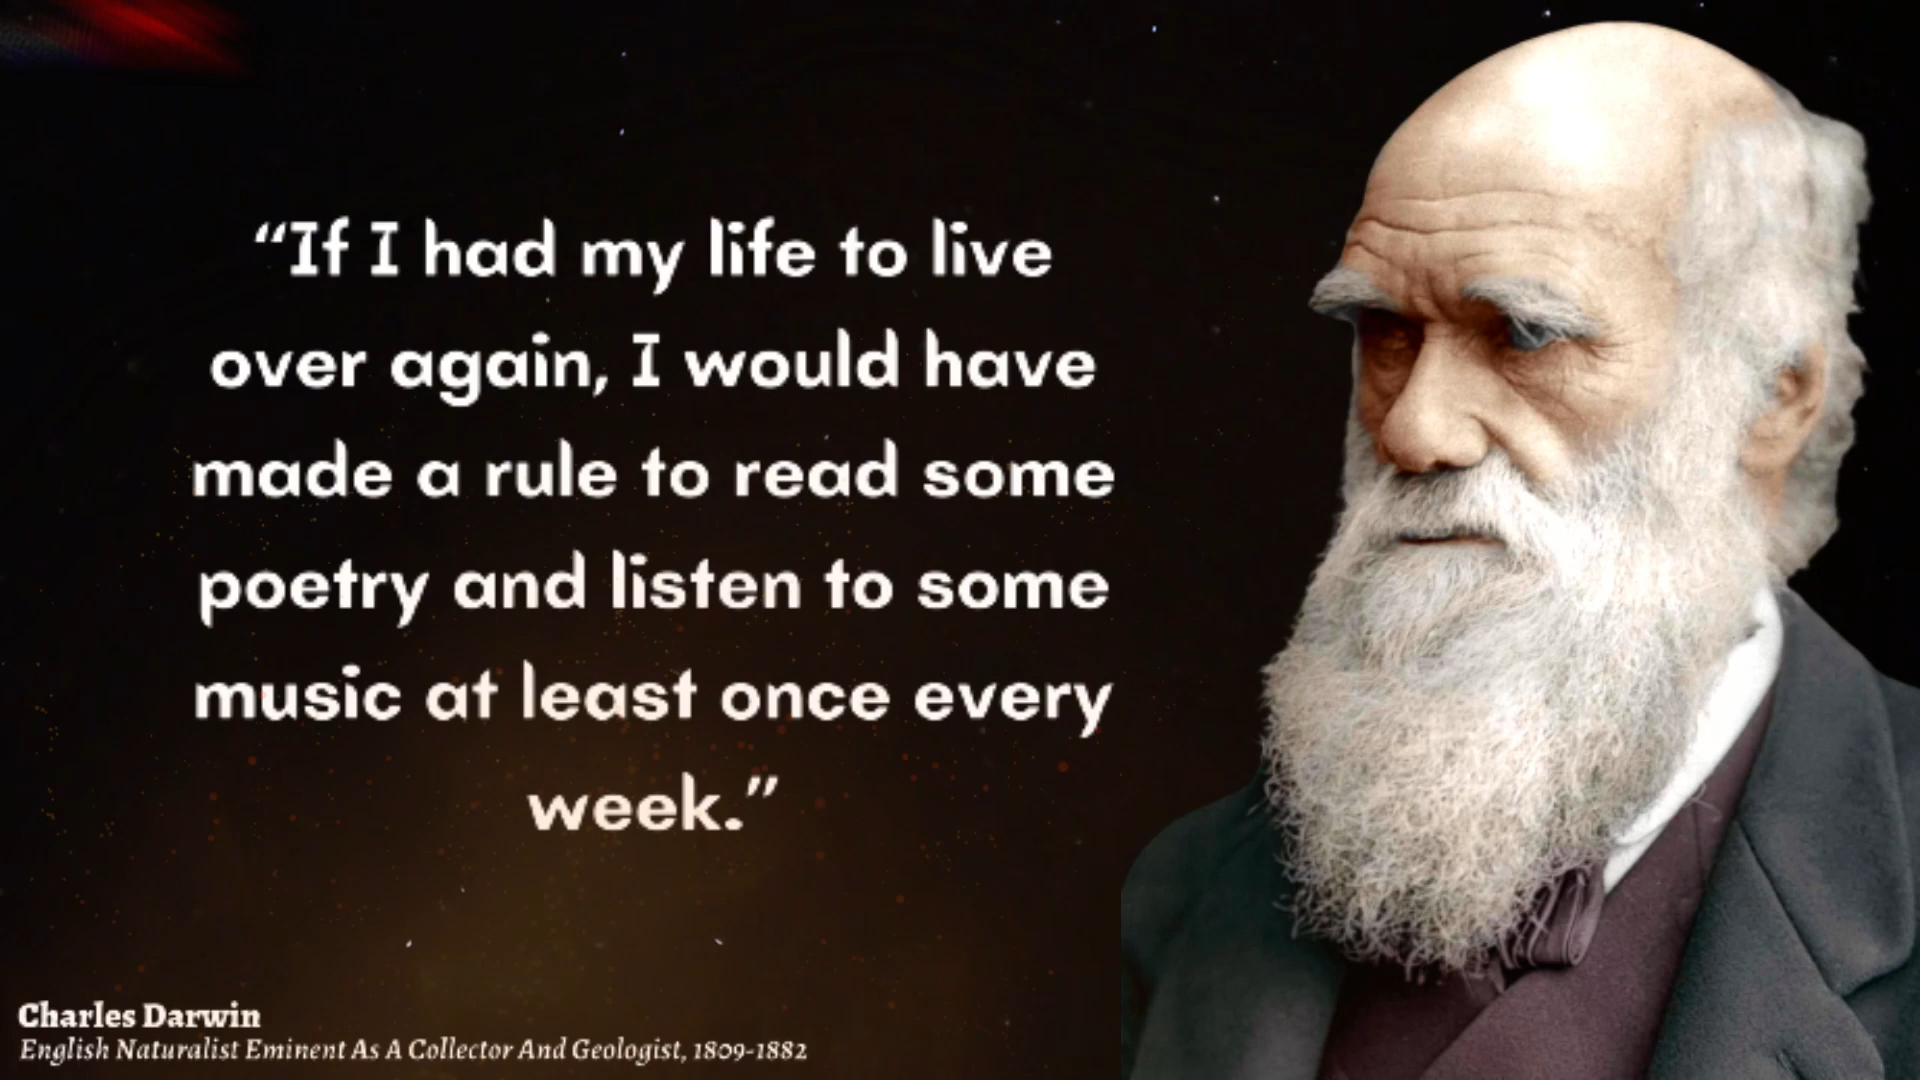 “If I had my life to live
over again, I would have
made a rule to read some
poetry and listen to some
music at least once every
week.”
Charles Darwin
English Naturalist Eminent As A Collector And Geologist, 1809-1882